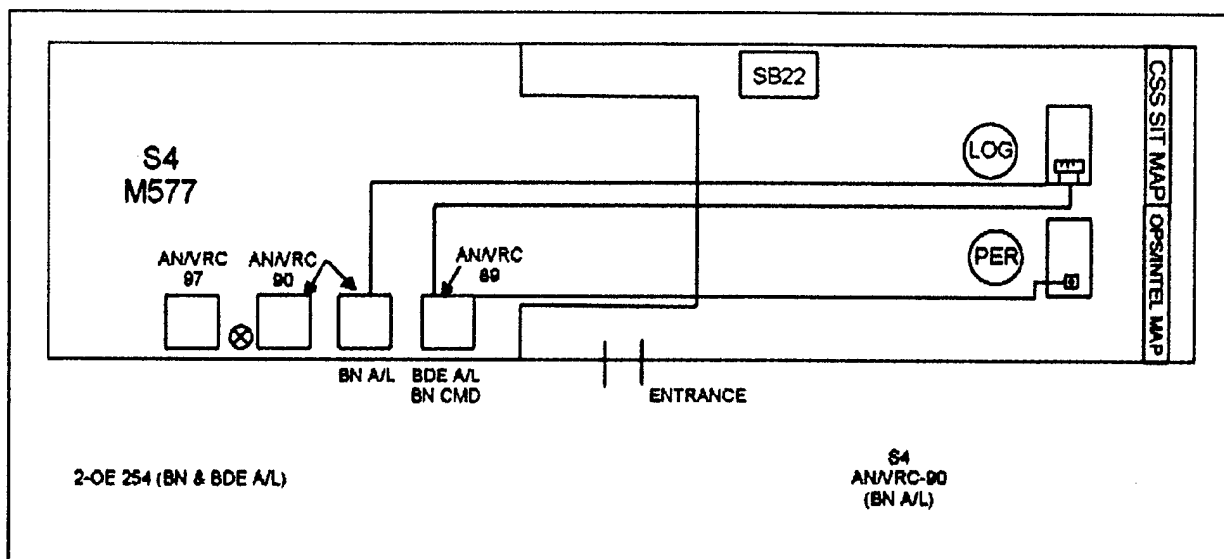 SB22
CSS SIT MAP
OPS/INTEL MAP
LOG
PER
S4
M577
AN/VRC
97
AN/VRC
90
AN/VRC
89
BN A/L
BDE A/L
BN CMD
ENTRANCE
2-OE 254 (BN & BDE A/L)
S4
AN/VRC-90
(BN A/L)